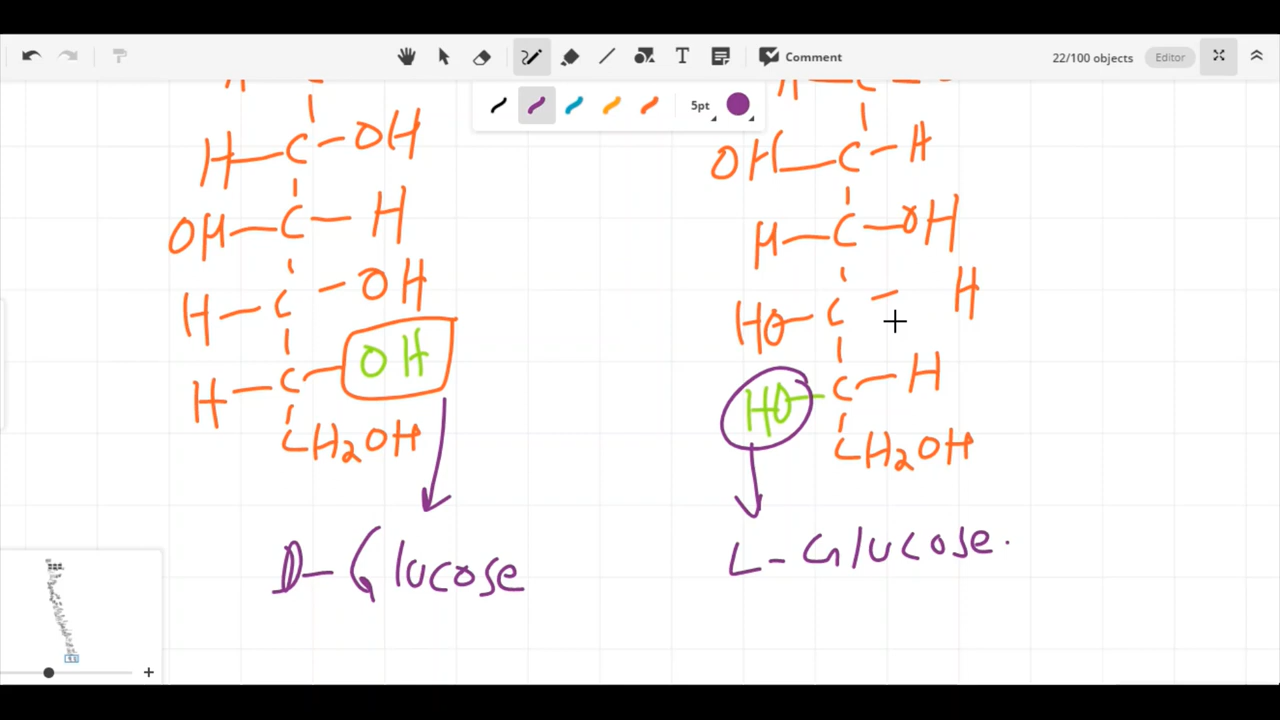 Comment
22/100 objects
Editor
5pt
H-C-OH
OH-C-H
H-C-OH
H-C-OH
CH2OH
D-Glucose
OH-C-H
H-C-OH
HO-C-H
HO-C-H
CH2OH
L-Glucose.